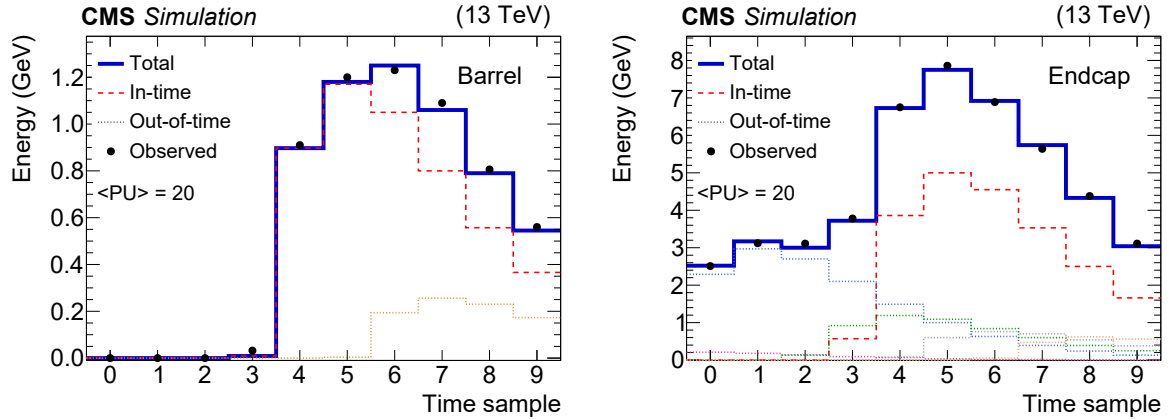 CMS Simulation (13 TeV)
Energy (GeV)
1.2
1.0
0.8
0.6
0.4
0.2
0.0
Total
In-time
Out-of-time
Observed
<PU> = 20
Barrel
0 1 2 3 4 5 6 7 8 9
Time sample
CMS Simulation (13 TeV)
Energy (GeV)
8
7
6
5
4
3
2
1
0
Total
In-time
Out-of-time
Observed
<PU> = 20
Endcap
0 1 2 3 4 5 6 7 8 9
Time sample